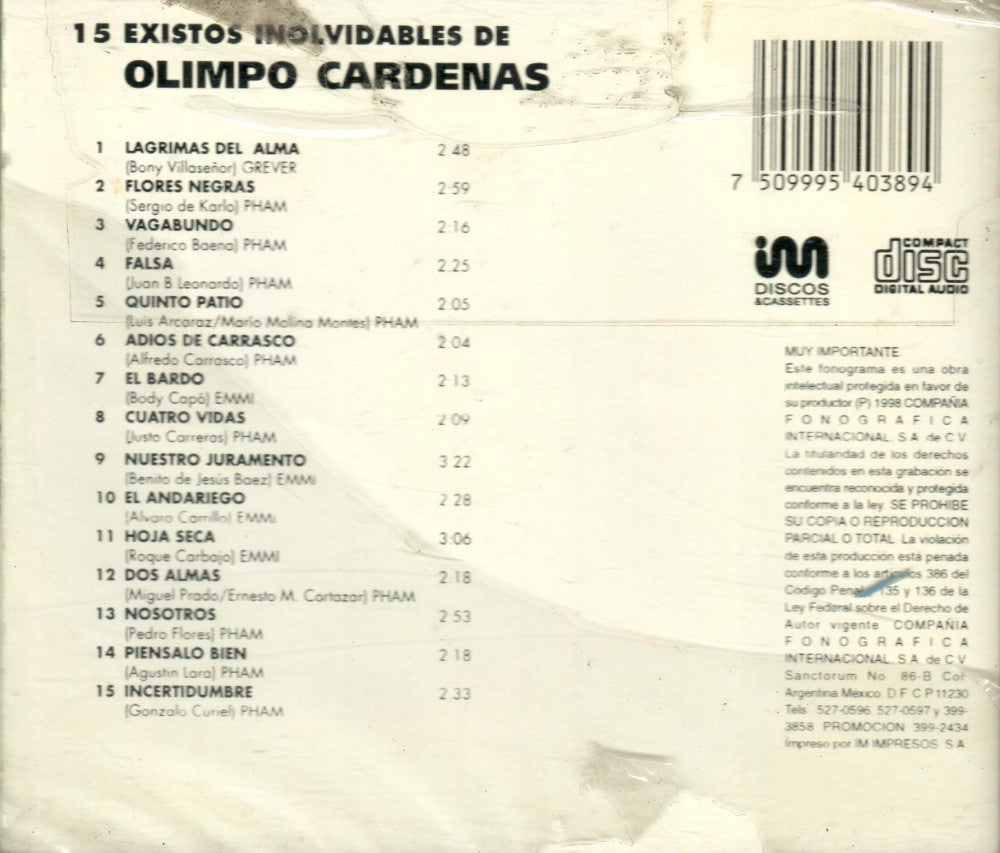 15 EXISTOS INOLVIDABLES DE
OLIMPO CARDENAS
1 LAGRIMAS DEL ALMA 2 48
(Bony Villaseñor) GREVER
2 FLORES NEGRAS 2:59
(Sergio de Karlo) PHAM
3 VAGABUNDO 2:16
(Federico Baena) PHAM
4 FALSA 2.25
(Juan B Leonardo) PHAM
5 QUINTO PATIO 2 05
(Luis Arcaraz/Mario Molina Montes) PHAM
6 ADIOS DE CARRASCO 2:04
(Alfredo Carrasco) PHAM
7 EL BARDO 2 13
(Body Capó) EMMI
8 CUATRO VIDAS 2 09
(Justo Carreras) PHAM
9 NUESTRO JURAMENTO 3 22
(Benito de Jesús Baez) EMMI
10 EL ANDARIEGO 2 28
(Alvaro Carrillo) EMMI
11 HOJA SECA 3:06
(Roque Carbajo) EMMI
12 DOS ALMAS 2.18
(Miguel Prado/Ernesto M. Cortazar) PHAM
13 NOSOTROS 2:53
(Pedro Flores) PHAM
14 PIENSALO BIEN 2 18
(Agustin Lara) PHAM
15 INCERTIDUMBRE 2 33
(Gonzalo Curiel) PHAM
7 509995 403894
im
DISCOS
&CASSETTES
COMPACT
disc
DIGITAL AUDIO
MUY IMPORTANTE
Este fonograma es una obra
intelectual protegida en favor de
su productor (P) 1998 COMPAÑIA
FONOGRAFICA
INTERNACIONAL S.A. de C.V
La titularidad de los derechos
contenidos en esta grabación se
encuentra reconocida y protegida
conforme a la ley. SE PROHIBE
SU COPIA O REPRODUCCION
PARCIAL O TOTAL. La violación
de esta producción está penada
conforme a los articulos 386 del
Codigo Penal, 135 y 136 de la
Ley Federal sobre el Derecho de
Autor vigente COMPAÑIA
FONOGRAFICA
INTERNACIONAL S.A. de C.V
Sanctorum No 86-B Col
Argentina México D F C P 11230
Tels 527-0596 527-0597 y 399-
3858 PROMOCION 399-2434
Impreso por IM IMPRESOS S A